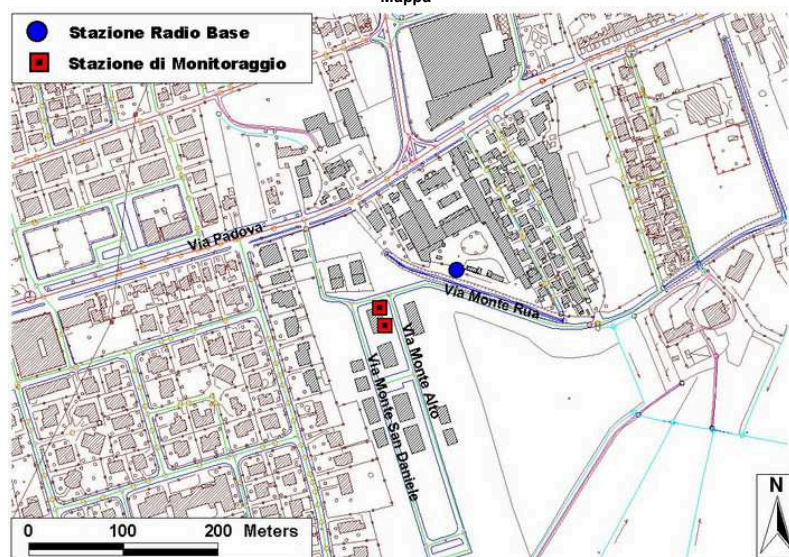 Mappa
Stazione Radio Base
Stazione di Monitoraggio
Via Padova
Via Monte Rua
Via Monte Alto
Via Monte San Daniele
N
0 100 200 Meters